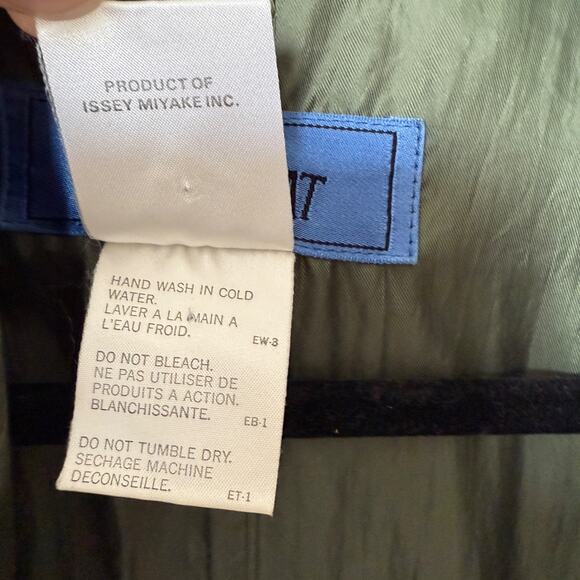 PRODUCT OF
ISSEY MIYAKE INC.
HAND WASH IN COLD
WATER.
LAVER A LA MAIN A
L'EAU FROID.
EW-3
DO NOT BLEACH.
NE PAS UTILISER DE
PRODUITS A ACTION.
BLANCHISSANTE.
EB-1
DO NOT TUMBLE DRY.
SECHAGE MACHINE
DECONSEILLE.
ET-1